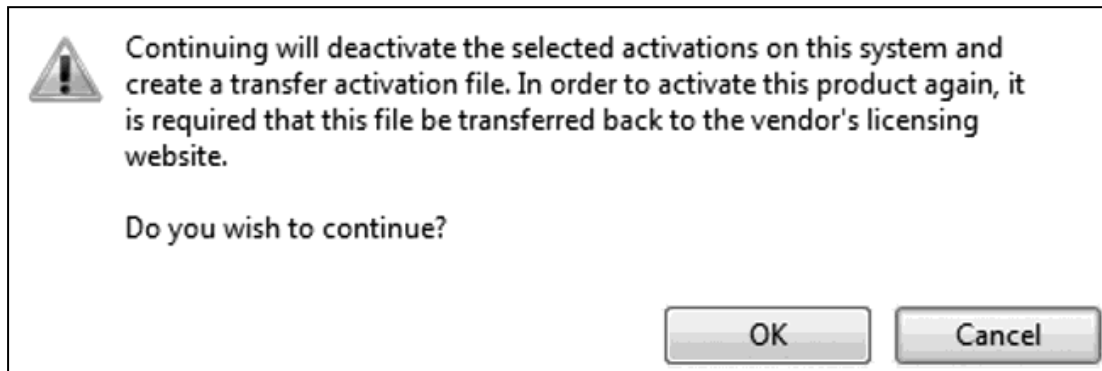 Continuing will deactivate the selected activations on this system and
create a transfer activation file. In order to activate this product again, it
is required that this file be transferred back to the vendor's licensing
website.
Do you wish to continue?
OK
Cancel